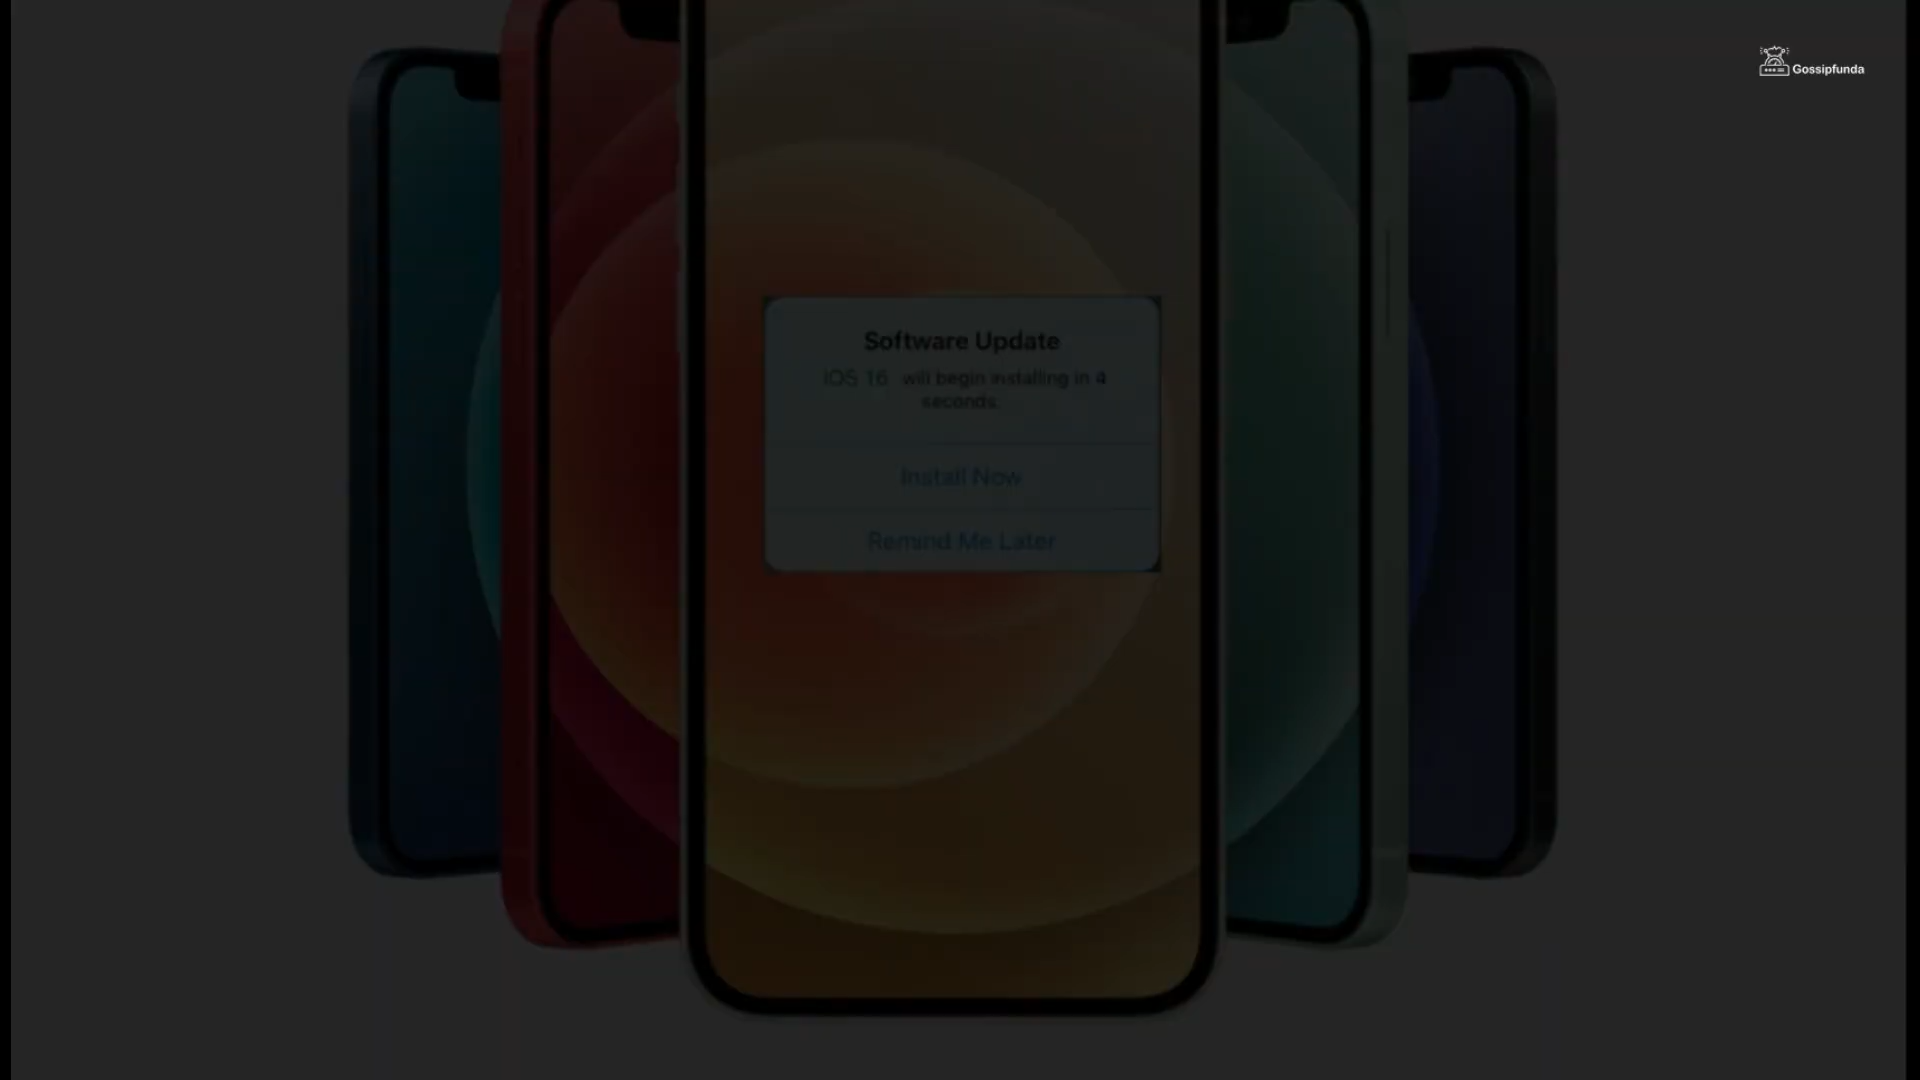 Gossipfunda
Software Update
iOS 16 will begin installing in 4
seconds.
Install Now
Remind Me Later